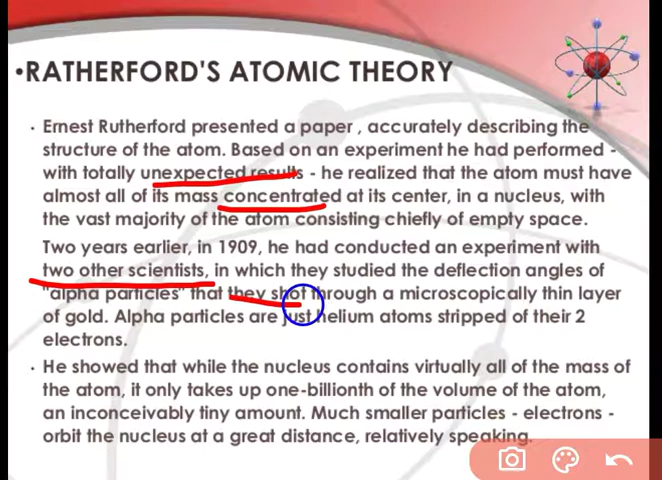 •RATHERFORD'S ATOMIC THEORY
• Ernest Rutherford presented a paper , accurately describing the
structure of the atom. Based on an experiment he had performed -
with totally unexpected results - he realized that the atom must have
almost all of its mass concentrated at its center, in a nucleus, with
the vast majority of the atom consisting chiefly of empty space.
Two years earlier, in 1909, he had conducted an experiment with
two other scientists, in which they studied the deflection angles of
"alpha particles" that they shot through a microscopically thin layer
of gold. Alpha particles are just helium atoms stripped of their 2
electrons.
• He showed that while the nucleus contains virtually all of the mass of
the atom, it only takes up one-billionth of the volume of the atom,
an inconceivably tiny amount. Much smaller particles - electrons -
orbit the nucleus at a great distance, relatively speaking.